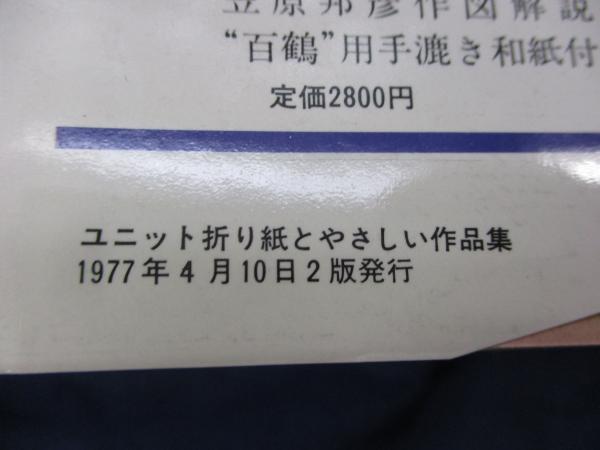 笠原邦彦作図解説
“百鶴”用手漉き和紙付
定価2800円
ユニット折り紙とやさしい作品集
1977年4月10日2版発行